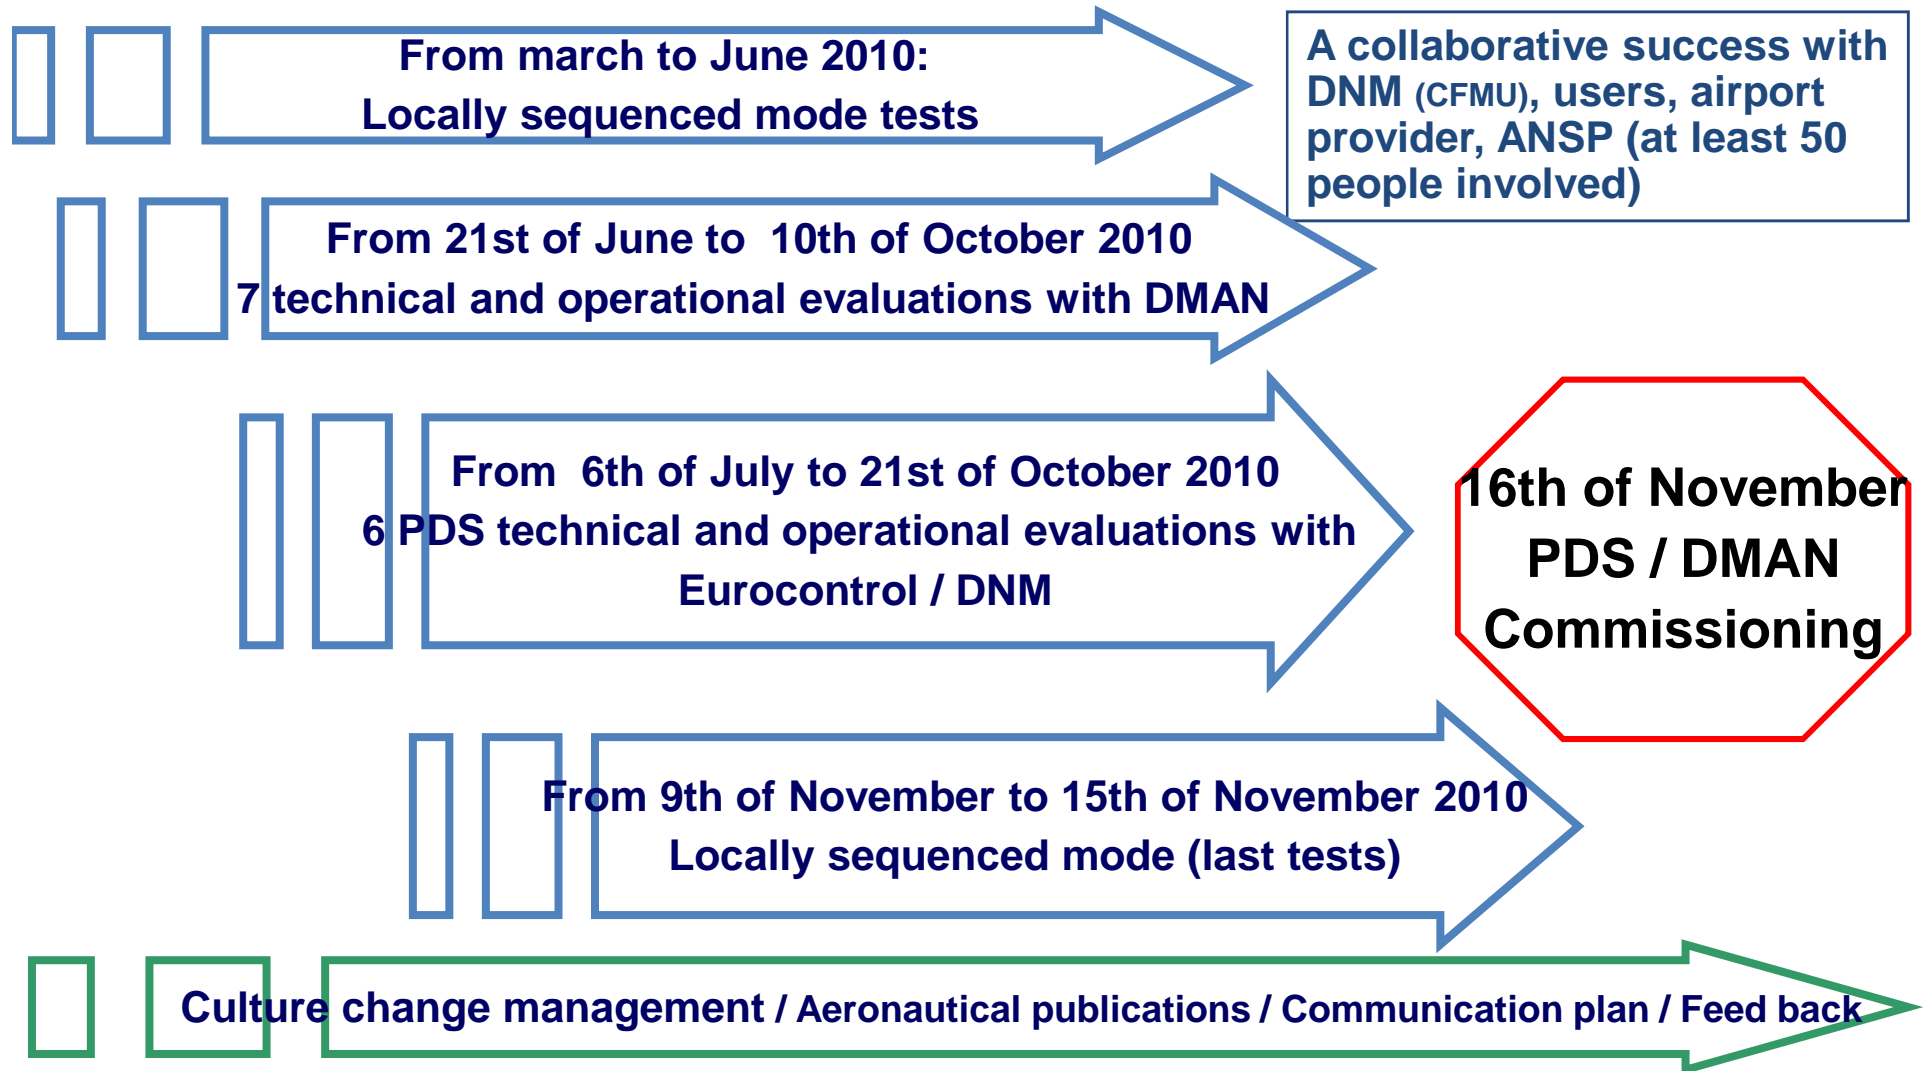 From march to June 2010:
Locally sequenced mode tests
A collaborative success with
DNM (CFMU), users, airport
provider, ANSP (at least 50
people involved)
From 21st of June to 10th of October 2010
7 technical and operational evaluations with DMAN
From 6th of July to 21st of October 2010
6 PDS technical and operational evaluations with
Eurocontrol / DNM
16th of November
PDS / DMAN
Commissioning
From 9th of November to 15th of November 2010
Locally sequenced mode (last tests)
Culture change management / Aeronautical publications / Communication plan / Feed back